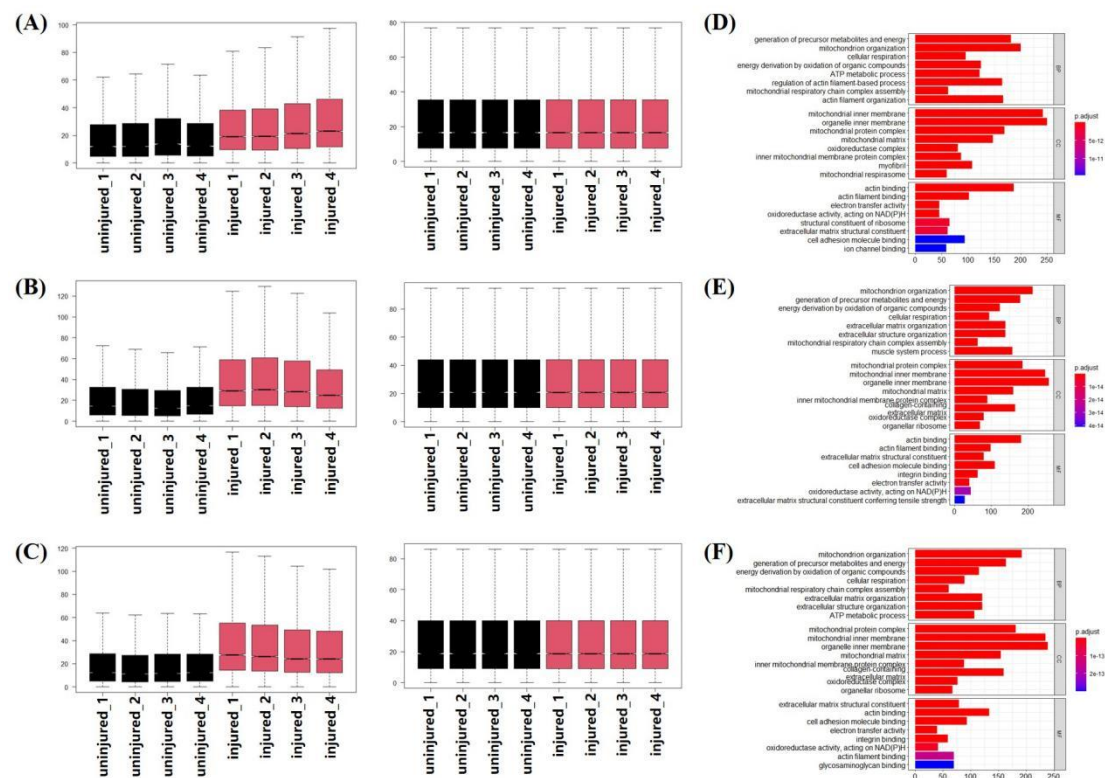 (A)
100
80
60
40
20
0
uninjured_1
uninjured_2
uninjured_3
uninjured_4
injured_1
injured_2
injured_3
injured_4
80
60
40
20
0
uninjured_1
uninjured_2
uninjured_3
uninjured_4
injured_1
injured_2
injured_3
injured_4
(D)
generation of precursor metabolites and energy
mitochondrion organization
cellular respiration
energy derivation by oxidation of organic compounds
ATP metabolic process
regulation of actin filament-based process
mitochondrial respiratory chain complex assembly
actin filament organization
BP
mitochondrial inner membrane
organelle inner membrane
mitochondrial protein complex
mitochondrial matrix
oxidoreductase complex
inner mitochondrial membrane protein complex
myofibril
mitochondrial respirasome
CC
actin binding
actin filament binding
electron transfer activity
oxidoreductase activity, acting on NAD(P)H
structural constituent of ribosome
extracellular matrix structural constituent
cell adhesion molecule binding
ion channel binding
MF
0 50 100 150 200 250
p.adjust
5e-12
1e-11
(B)
120
100
80
60
40
20
0
uninjured_1
uninjured_2
uninjured_3
uninjured_4
injured_1
injured_2
injured_3
injured_4
80
60
40
20
0
uninjured_1
uninjured_2
uninjured_3
uninjured_4
injured_1
injured_2
injured_3
injured_4
(E)
mitochondrion organization
generation of precursor metabolites and energy
energy derivation by oxidation of organic compounds
cellular respiration
extracellular matrix organization
extracellular structure organization
mitochondrial respiratory chain complex assembly
muscle system process
BP
mitochondrial protein complex
mitochondrial inner membrane
organelle inner membrane
mitochondrial matrix
inner mitochondrial membrane protein complex
collagen-containing
extracellular matrix
oxidoreductase complex
organellar ribosome
CC
actin binding
actin filament binding
extracellular matrix structural constituent
cell adhesion molecule binding
integrin binding
electron transfer activity
oxidoreductase activity, acting on NAD(P)H
extracellular matrix structural constituent conferring tensile strength
MF
0 100 200
p.adjust
1e-14
2e-14
3e-14
4e-14
(C)
120
100
80
60
40
20
0
uninjured_1
uninjured_2
uninjured_3
uninjured_4
injured_1
injured_2
injured_3
injured_4
80
60
40
20
0
uninjured_1
uninjured_2
uninjured_3
uninjured_4
injured_1
injured_2
injured_3
injured_4
(F)
mitochondrion organization
generation of precursor metabolites and energy
energy derivation by oxidation of organic compounds
cellular respiration
mitochondrial respiratory chain complex assembly
extracellular matrix organization
extracellular structure organization
ATP metabolic process
BP
mitochondrial protein complex
mitochondrial inner membrane
organelle inner membrane
mitochondrial matrix
inner mitochondrial membrane protein complex
collagen-containing
extracellular matrix
oxidoreductase complex
organellar ribosome
CC
extracellular matrix structural constituent
actin binding
cell adhesion molecule binding
electron transfer activity
integrin binding
oxidoreductase activity, acting on NAD(P)H
actin filament binding
glycosaminoglycan binding
MF
0 50 100 150 200 250
p.adjust
1e-13
2e-13